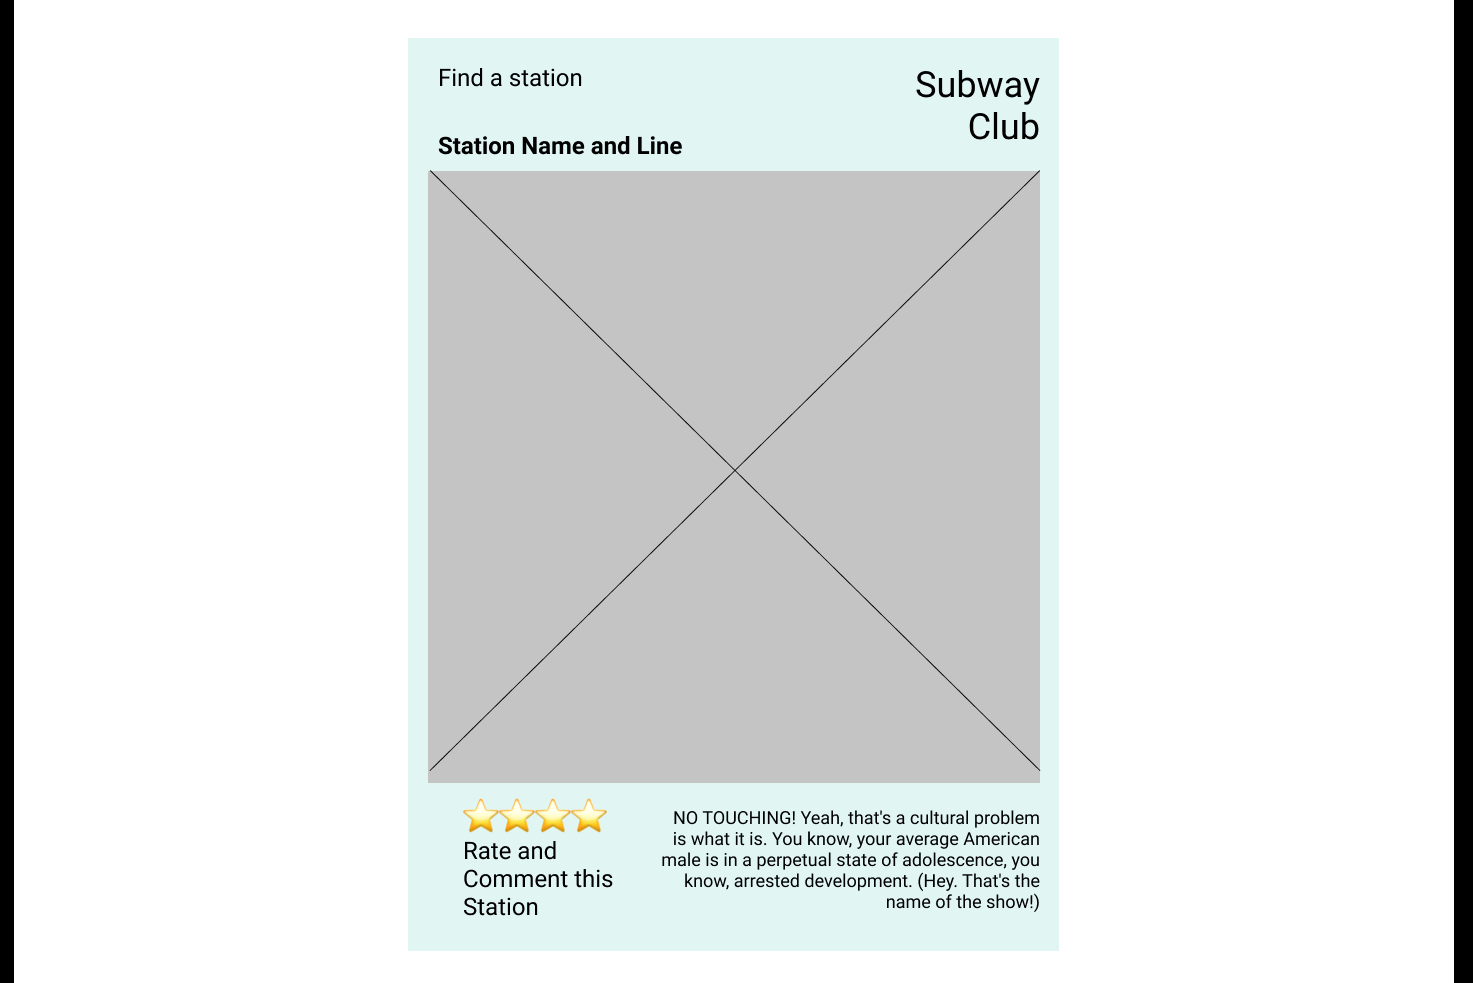 Find a station
Subway
Club
Station Name and Line
Rate and
Comment this
Station
NO TOUCHING! Yeah, that's a cultural problem
is what it is. You know, your average American
male is in a perpetual state of adolescence, you
know, arrested development. (Hey. That's the
name of the show!)